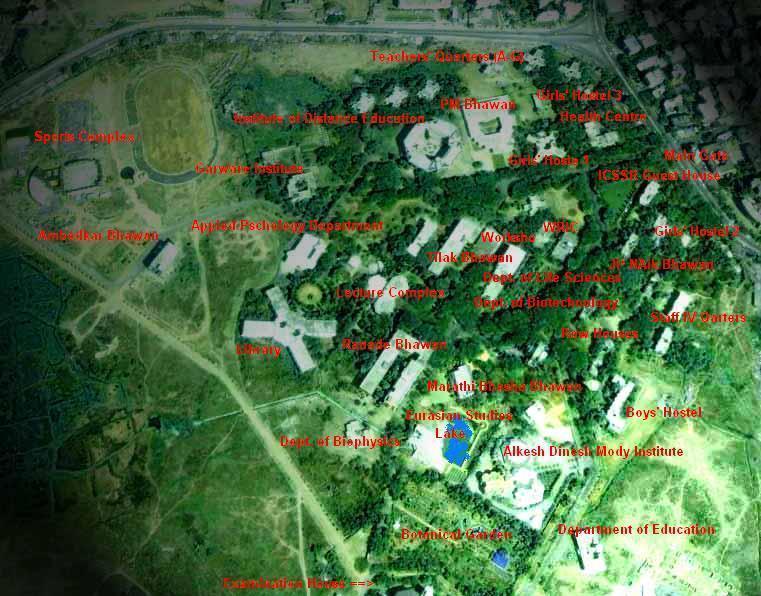 Teachers' Quarters (A-G)
Girls' Hostel 3
PM Bhawan
Institute of Distance Education
Health Centre
Sports Complex
Main Gate
Girls' Hostel 1
Garware Institute
ICSSR Guest House
Applied Pschology Department
WRIC
Girls' Hostel 2
Ambedkar Bhawan
Workshop
Tilak Bhawan
JP NAik Bhawan
Dept. of Life Sciences
Lecture Complex
Dept. of Biotechnology
Staff IV Qarters
Row Houses
Library
Ranade Bhawan
Marathi Bhasha Bhawan
Eurasian Studies
Boys' Hostel
Lake
Dept. of Biophysics
Alkesh Dinesh Mody Institute
Department of Education
Botanical Garden
Examination House ==>